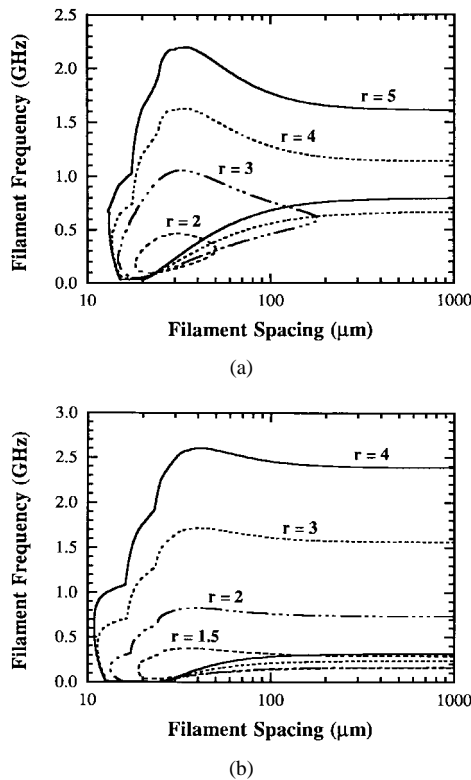 2.5
2.0
1.5
1.0
0.5
0.0
Filament Frequency (GHz)
r = 5
r = 4
r = 3
r = 2
10
100
1000
Filament Spacing (μm)
(a)
3.0
2.5
2.0
1.5
1.0
0.5
0.0
Filament Frequency (GHz)
r = 4
r = 3
r = 2
r = 1.5
10
100
1000
Filament Spacing (μm)
(b)